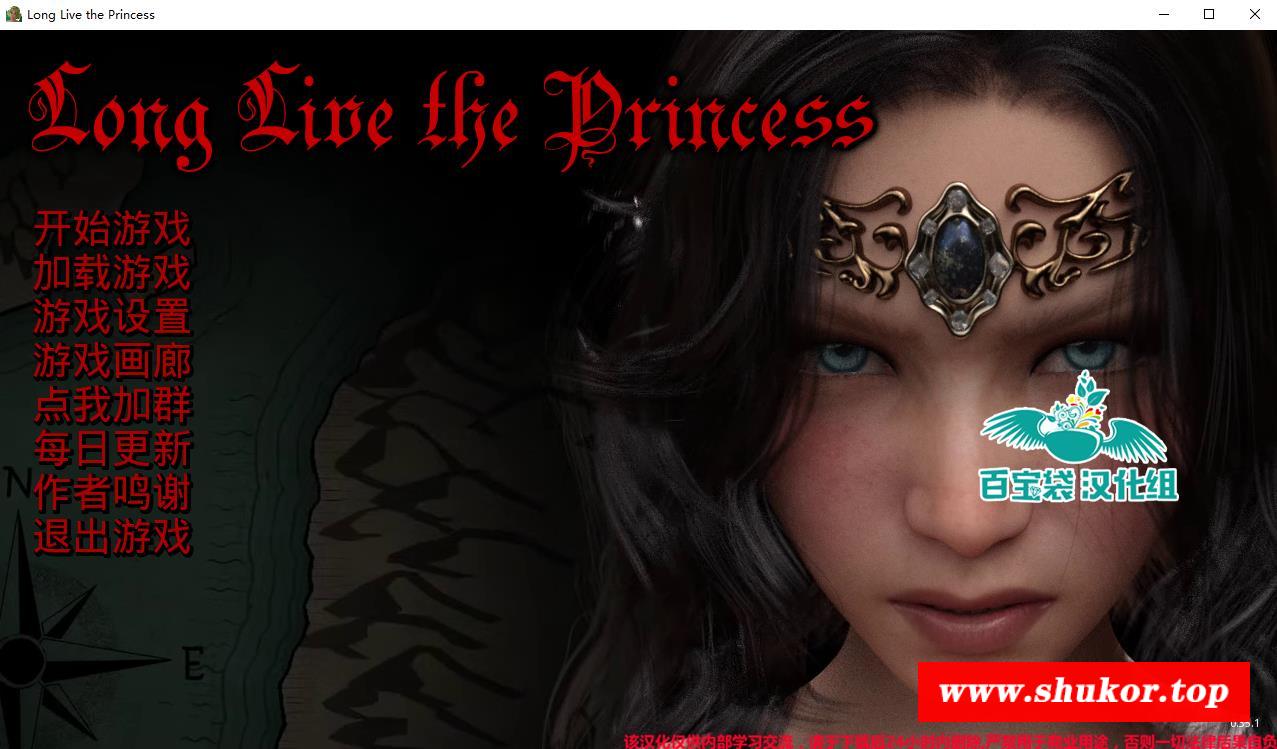 Long Live the Princess
Long Live the Princess
开始游戏
加载游戏
游戏设置
游戏画廊
点我加群
每日更新
作者鸣谢
退出游戏
N
E
百宝袋汉化组
www.shukor.top
0.35.1
该汉化仅供内部学习交流，请于下载后24小时内删除,严禁用于商业用途，否则一切法律后果自负